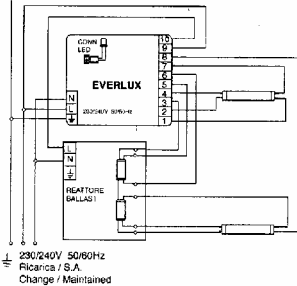 CONN
LED
EVERLUX
230/240V 50/60Hz
10
9
8
7
6
5
4
3
2
1
N
L
L
N
REATTORE
BALLAST
230/240V 50/60Hz
Ricarica / S.A.
Change / Maintained